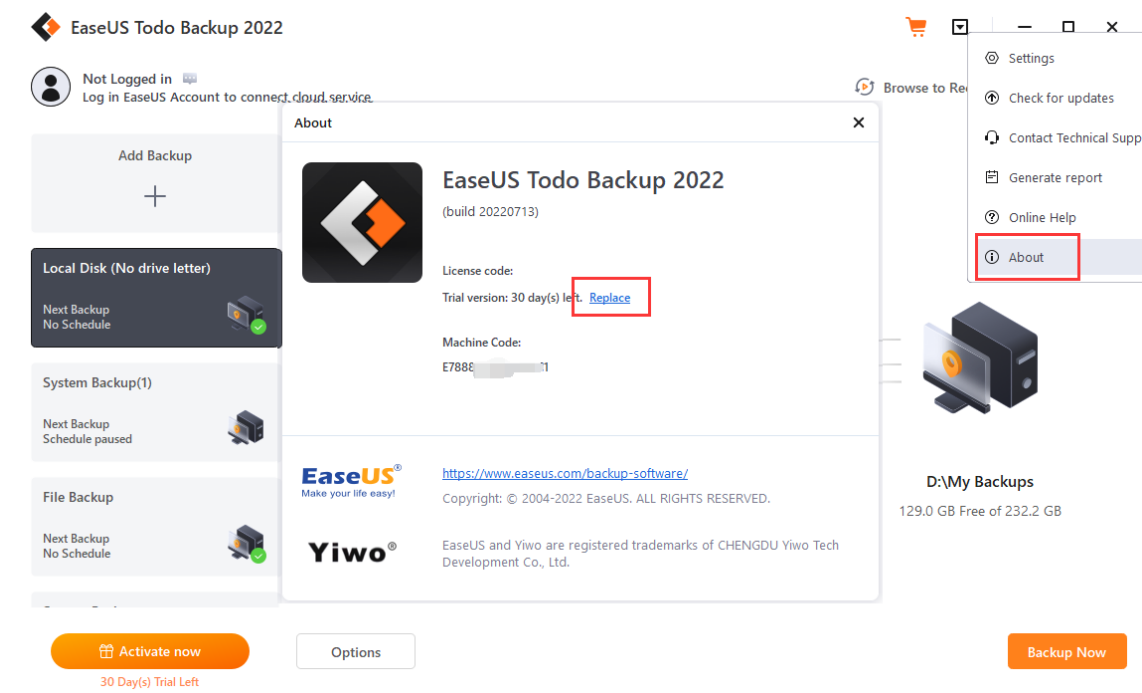 EaseUS Todo Backup 2022
Not Logged in
Log in EaseUS Account to connect cloud service
Browse to
Settings
Check for updates
Contact Technical
Generate report
Online Help
About
Add Backup
Local Disk (No drive letter)
Next Backup
No Schedule
System Backup(1)
Next Backup
Schedule paused
File Backup
Next Backup
No Schedule
About
EaseUS Todo Backup 2022
(build 20220713)
License code:
Trial version: 30 day(s) left. Replace
Machine Code:
E7888
EaseUS®
Make your life easy!
https://www.easeus.com/backup-software/
Copyright: © 2004-2022 EaseUS. ALL RIGHTS RESERVED.
Yiwo®
EaseUS and Yiwo are registered trademarks of CHENGDU Yiwo Tech
Development Co., Ltd.
D:\My Backups
129.0 GB Free of 232.2 GB
Activate now
30 Day(s) Trial Left
Options
Backup Now